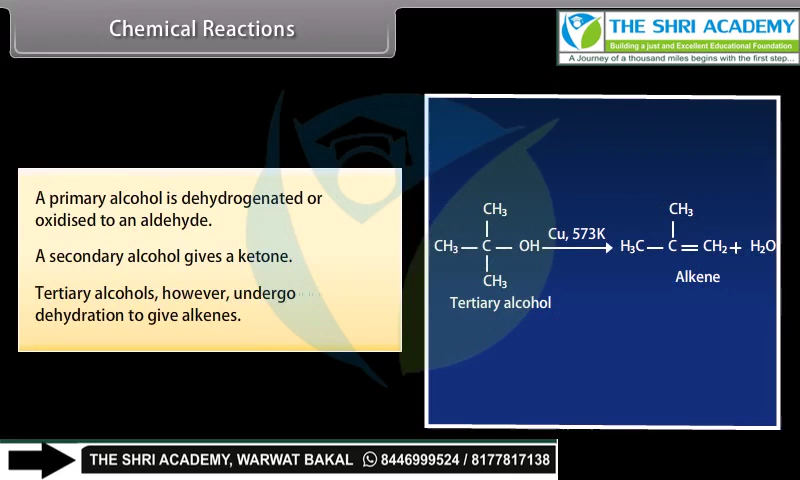 Chemical Reactions
THE SHRI ACADEMY
Building a just and Excellent Educational Foundation
A Journey of a thousand miles begins with the first step...
A primary alcohol is dehydrogenated or
oxidised to an aldehyde.
A secondary alcohol gives a ketone.
Tertiary alcohols, however, undergo
dehydration to give alkenes.
CH₃ CH₃
Cu, 573K
CH₃ — C — OH → H₃C — C = CH₂ + H₂O
CH₃
Alkene
Tertiary alcohol
THE SHRI ACADEMY, WARWAT BAKAL 8446999524 / 8177817138